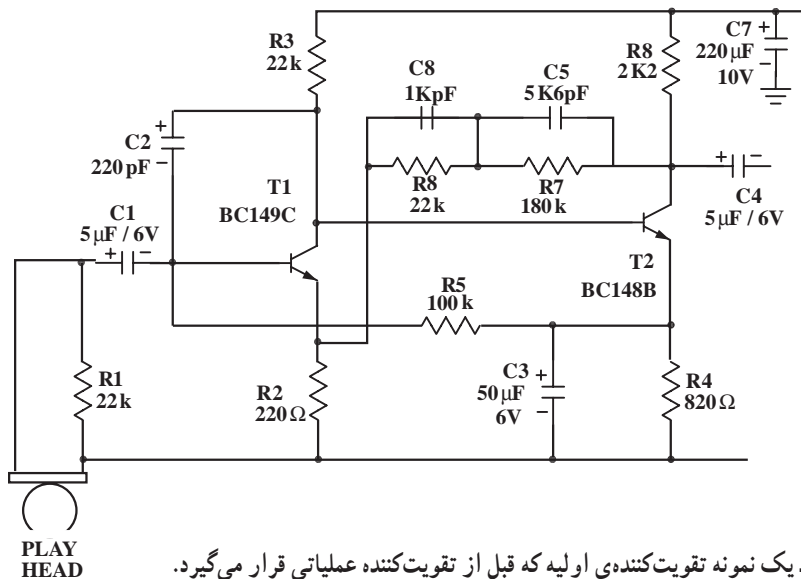 R3
22k
C8
1KpF
C5
5K6pF
R8
2K2
C7
+
220μF
−
10V
C2
+
220pF
−
T1
BC149C
R8
22k
R7
180k
+ −
C4
5μF / 6V
C1
5μF / 6V
+ −
T2
BC148B
R5
100k
R1
22k
R2
220Ω
C3
50μF
6V
+
−
R4
820Ω
PLAY
HEAD
یک نمونه تقویت‌کننده‌ی اولیه که قبل از تقویت‌کننده عملیاتی قرار می‌گیرد.